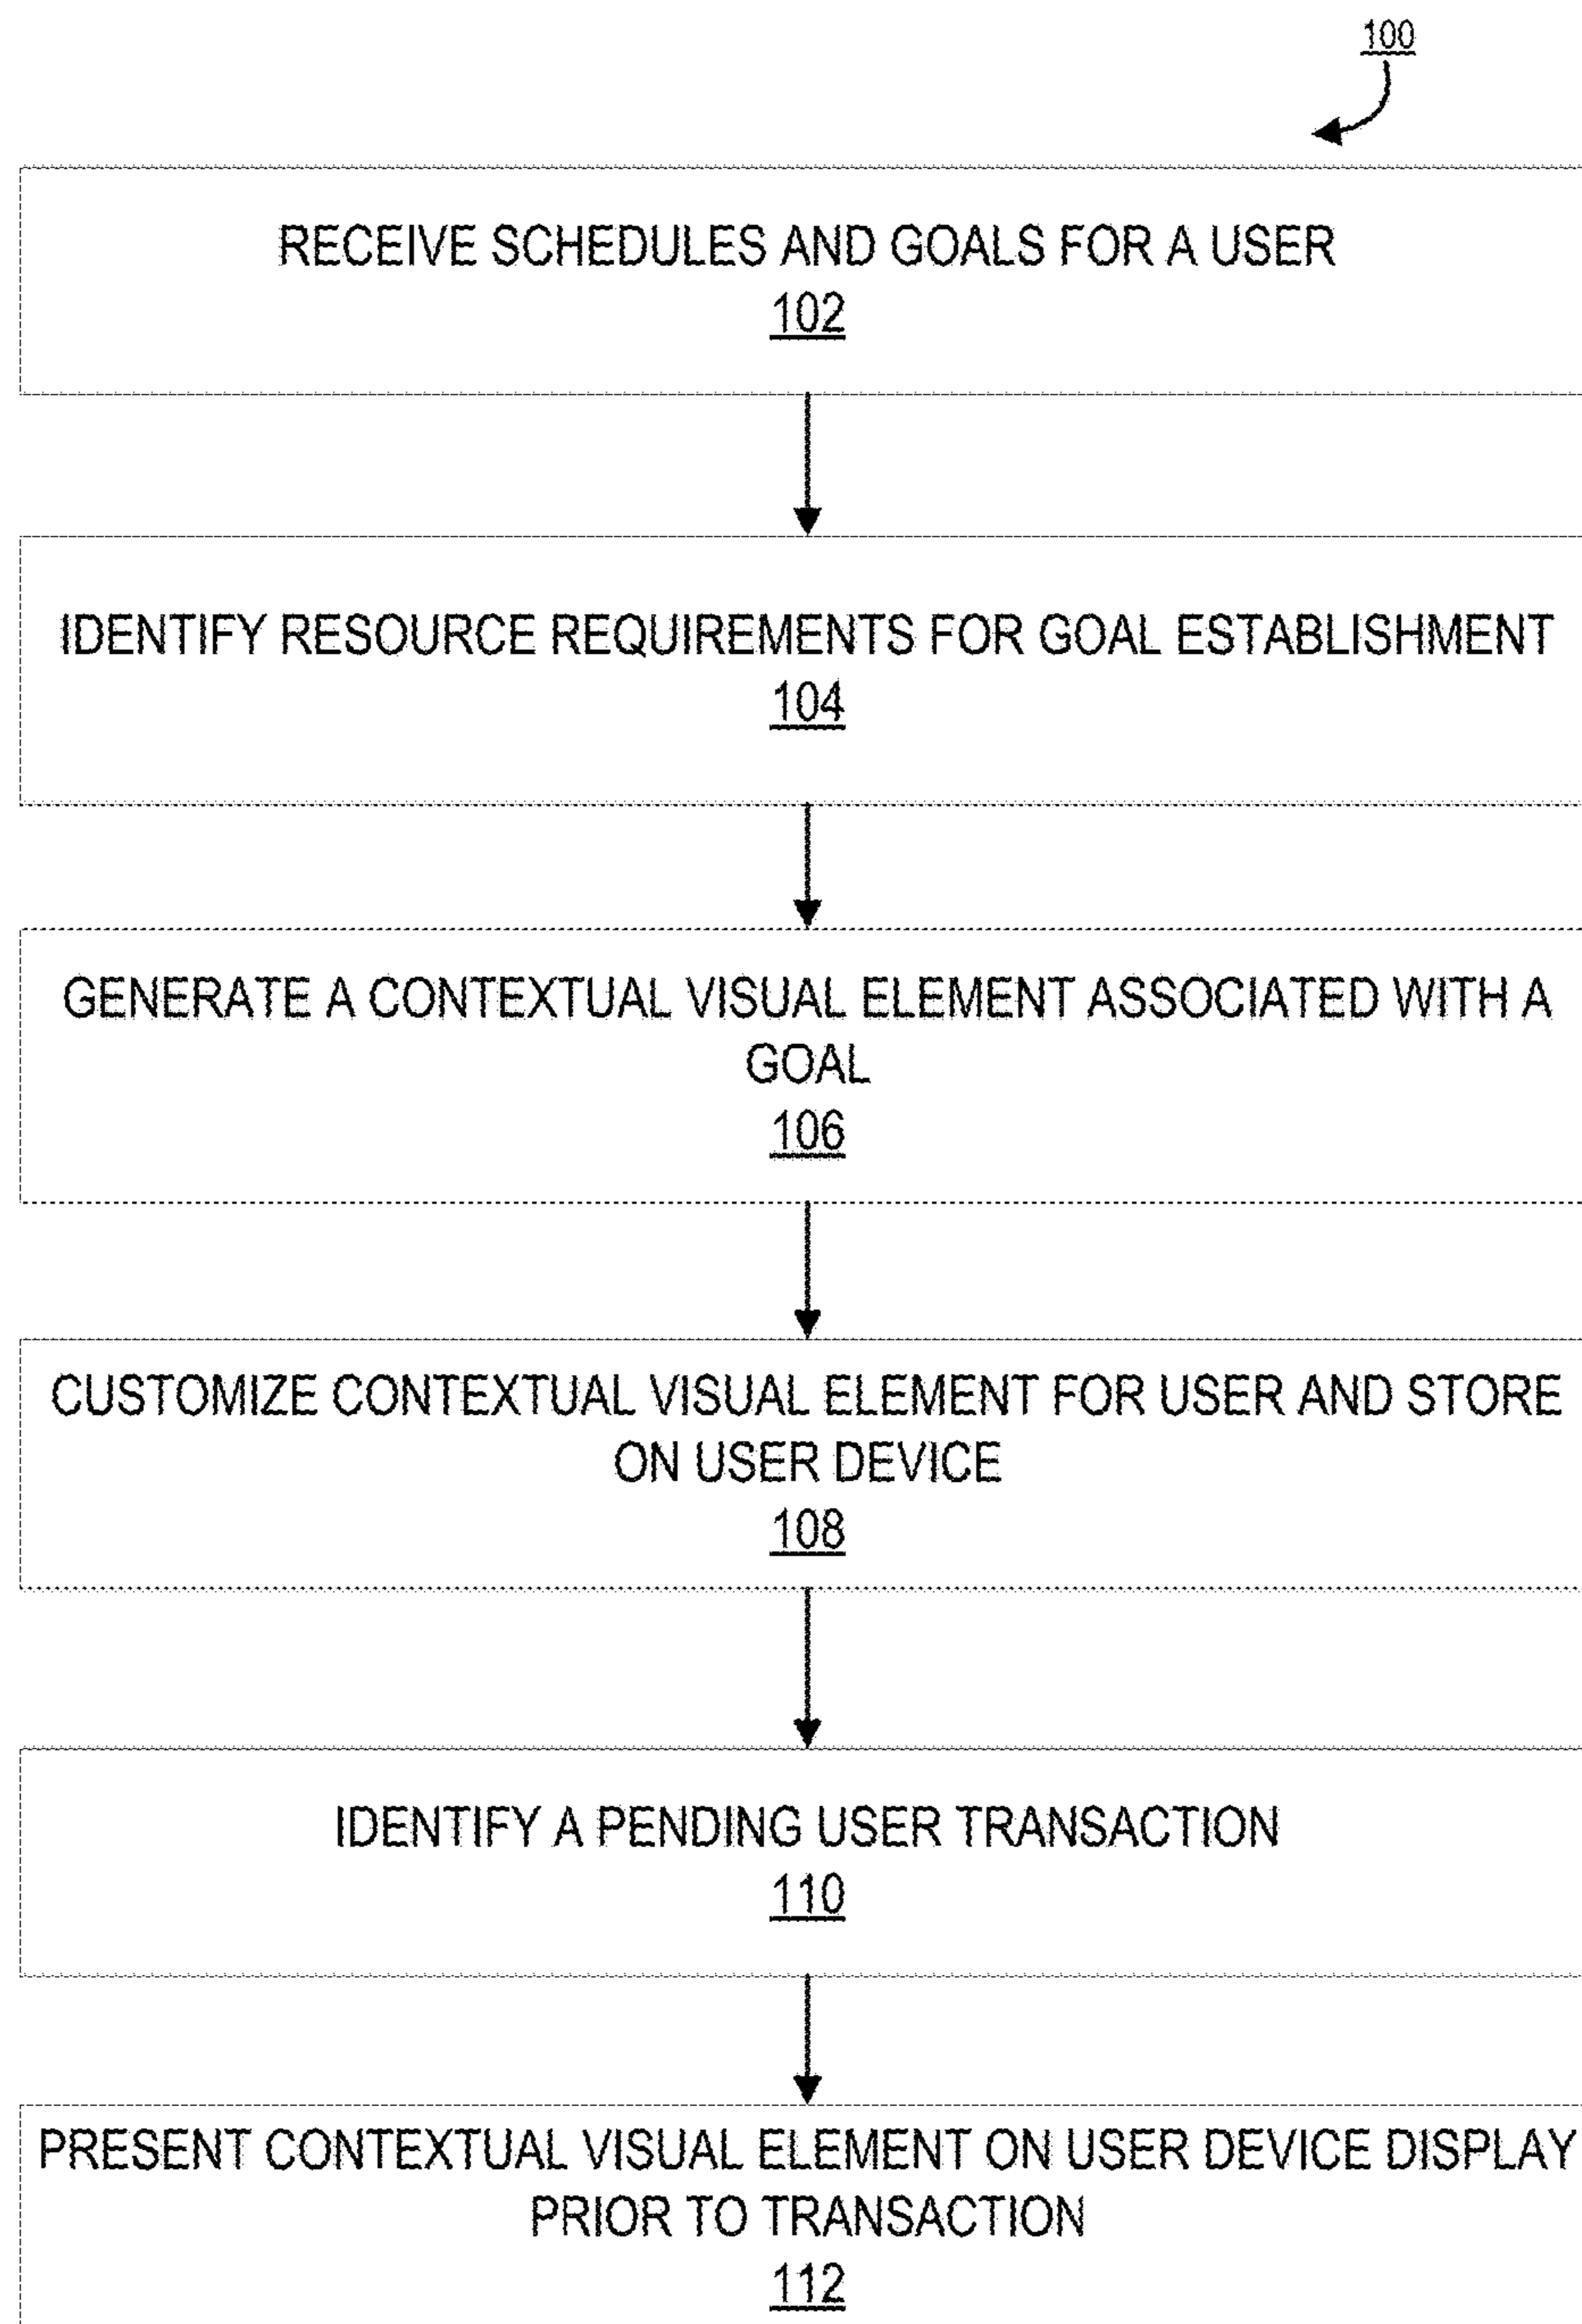 100
RECEIVE SCHEDULES AND GOALS FOR A USER
102
IDENTIFY RESOURCE REQUIREMENTS FOR GOAL ESTABLISHMENT
104
GENERATE A CONTEXTUAL VISUAL ELEMENT ASSOCIATED WITH A
GOAL
106
CUSTOMIZE CONTEXTUAL VISUAL ELEMENT FOR USER AND STORE
ON USER DEVICE
108
IDENTIFY A PENDING USER TRANSACTION
110
PRESENT CONTEXTUAL VISUAL ELEMENT ON USER DEVICE DISPLAY
PRIOR TO TRANSACTION
112